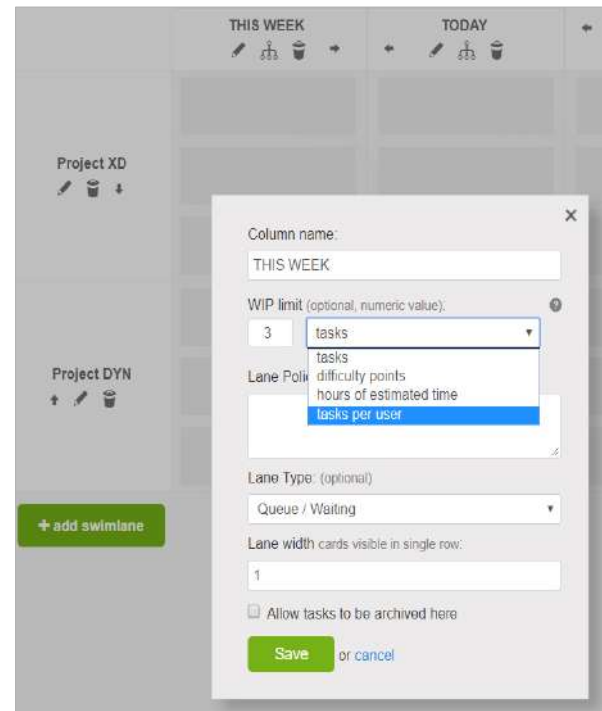 THIS WEEK TODAY
Project XD
Column name:
THIS WEEK
WIP limit (optional, numeric value):
3 tasks
tasks
difficulty points
hours of estimated time
tasks per user
Project DYN
Lane Poli
Lane Type: (optional)
Queue / Waiting
+ add swimlane
Lane width cards visible in single row:
1
Allow tasks to be archived here
Save or cancel